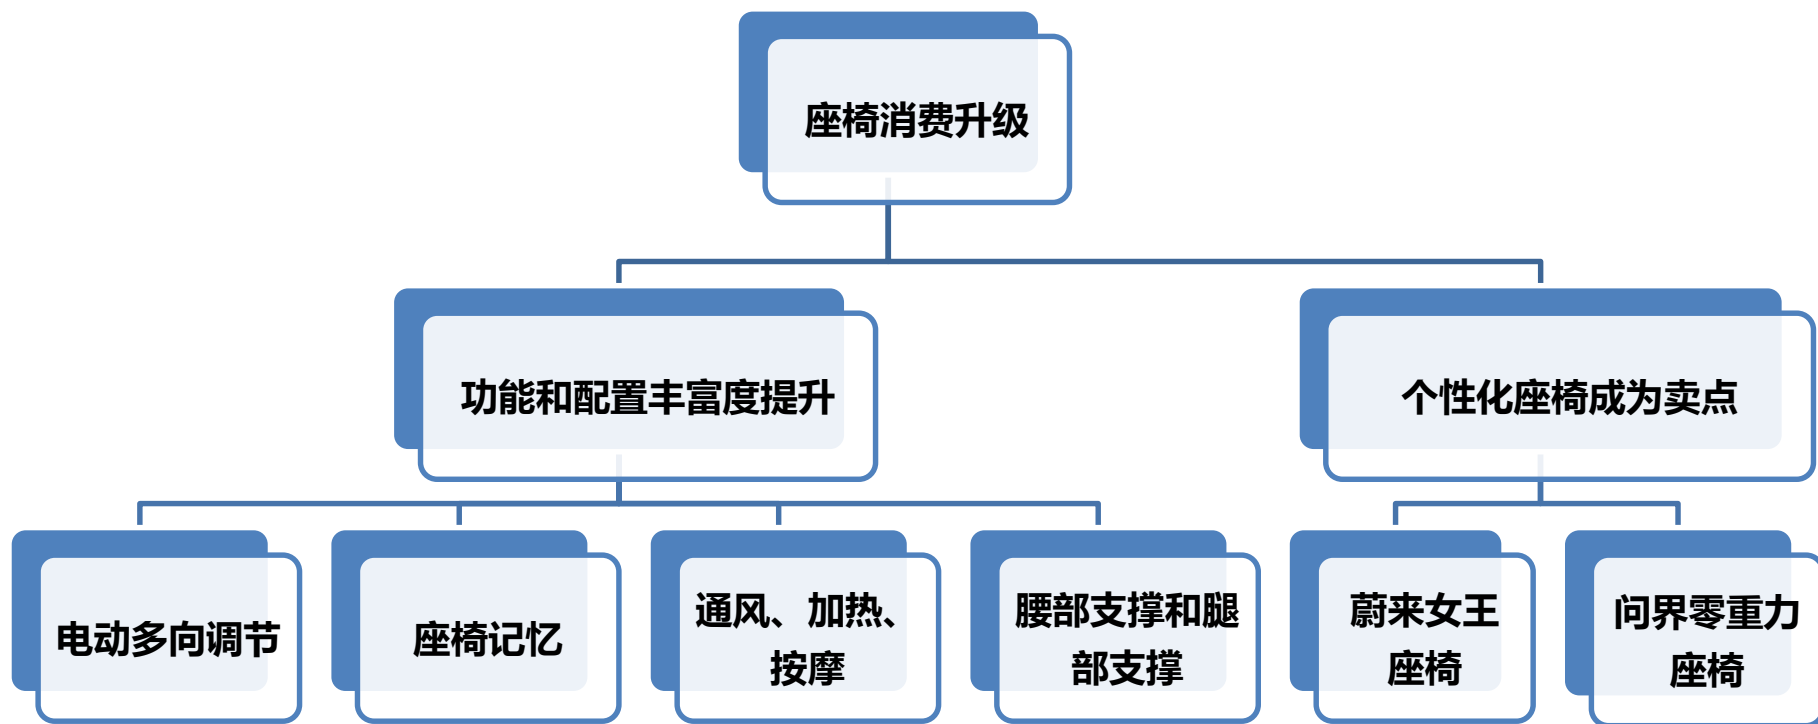 座椅消费升级
功能和配置丰富度提升
个性化座椅成为卖点
电动多向调节
座椅记忆
通风、加热、
按摩
腰部支撑和腿
部支撑
蔚来女王
座椅
问界零重力
座椅